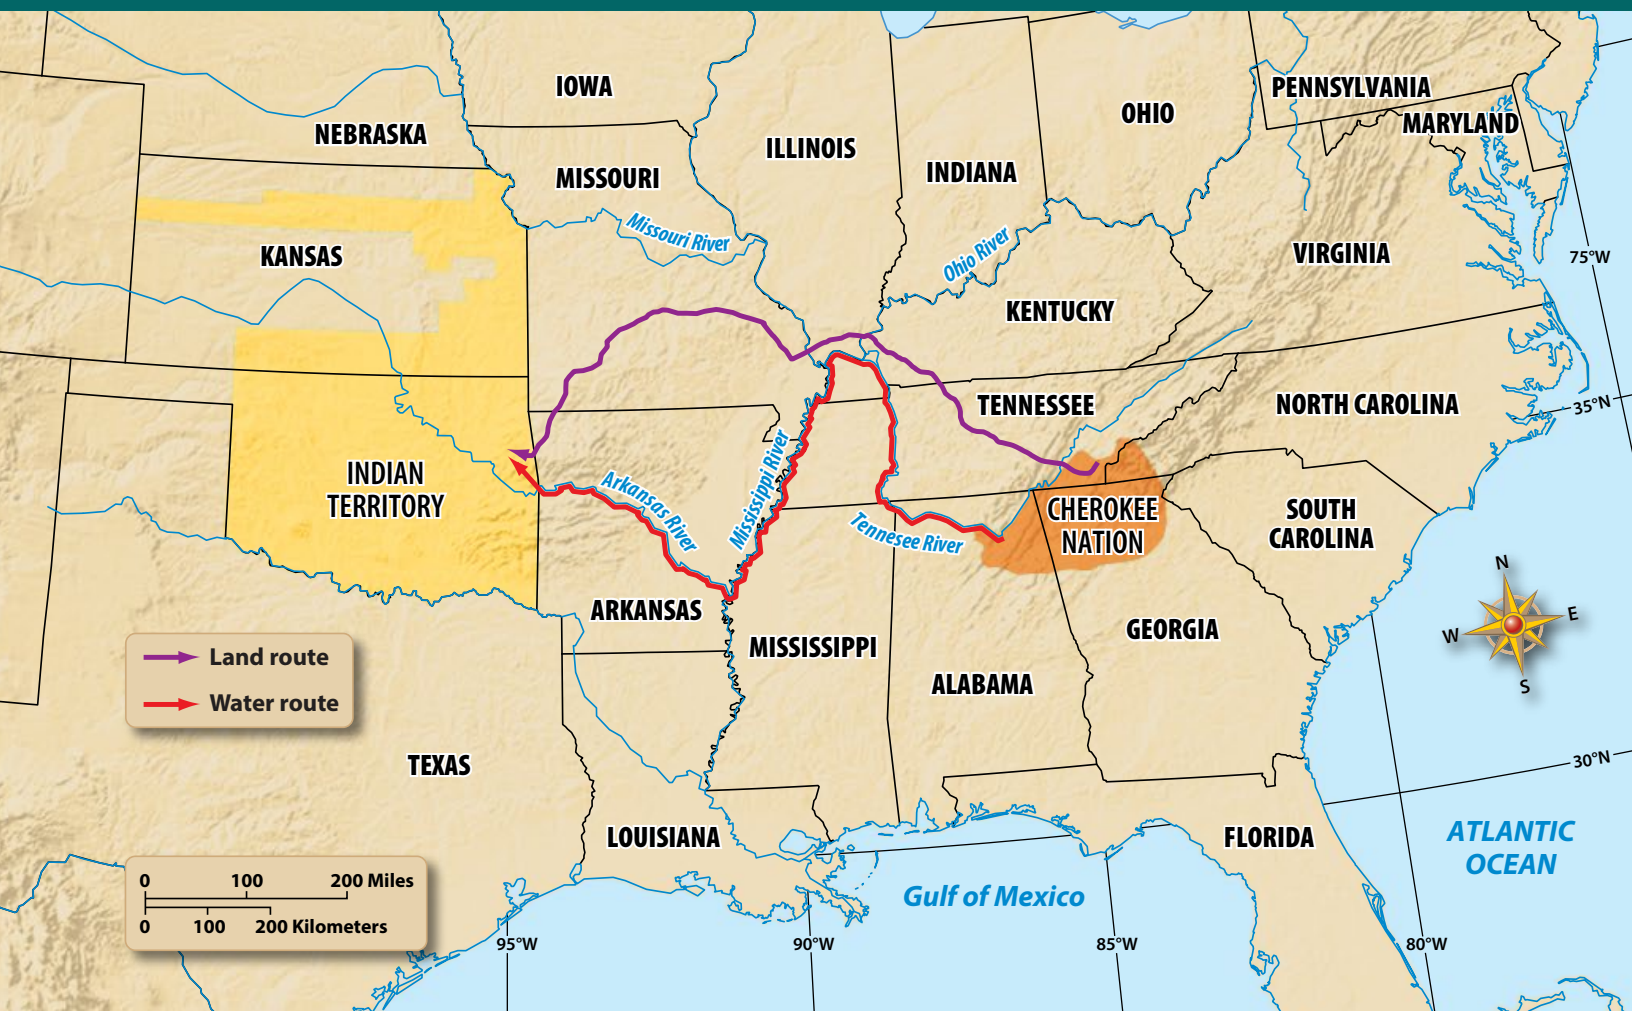 IOWA
PENNSYLVANIA
OHIO
MARYLAND
NEBRASKA
ILLINOIS
INDIANA
MISSOURI
Missouri River
Ohio River
VIRGINIA
KANSAS
75°W
KENTUCKY
TENNESSEE
NORTH CAROLINA
35°N
INDIAN
TERRITORY
Arkansas River
Mississippi River
Tennesee River
CHEROKEE
NATION
SOUTH
CAROLINA
N
E
W
S
ARKANSAS
MISSISSIPPI
GEORGIA
ALABAMA
Land route
Water route
TEXAS
30°N
LOUISIANA
FLORIDA
ATLANTIC
OCEAN
Gulf of Mexico
0 100 200 Miles
0 100 200 Kilometers
95°W
90°W
85°W
80°W